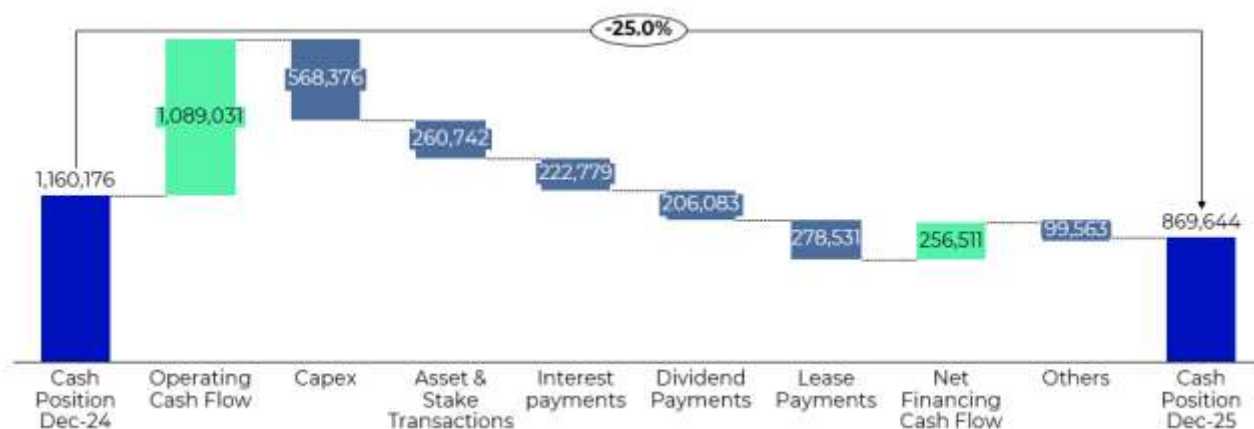 -25.0%
1,160,176
1,089,031
568,376
260,742
222,779
206,083
278,531
256,511
99,563
869,644
Cash
Position
Dec-24
Operating
Cash Flow
Capex
Asset &
Stake
Transactions
Interest
payments
Dividend
Payments
Lease
Payments
Net
Financing
Cash Flow
Others
Cash
Position
Dec-25